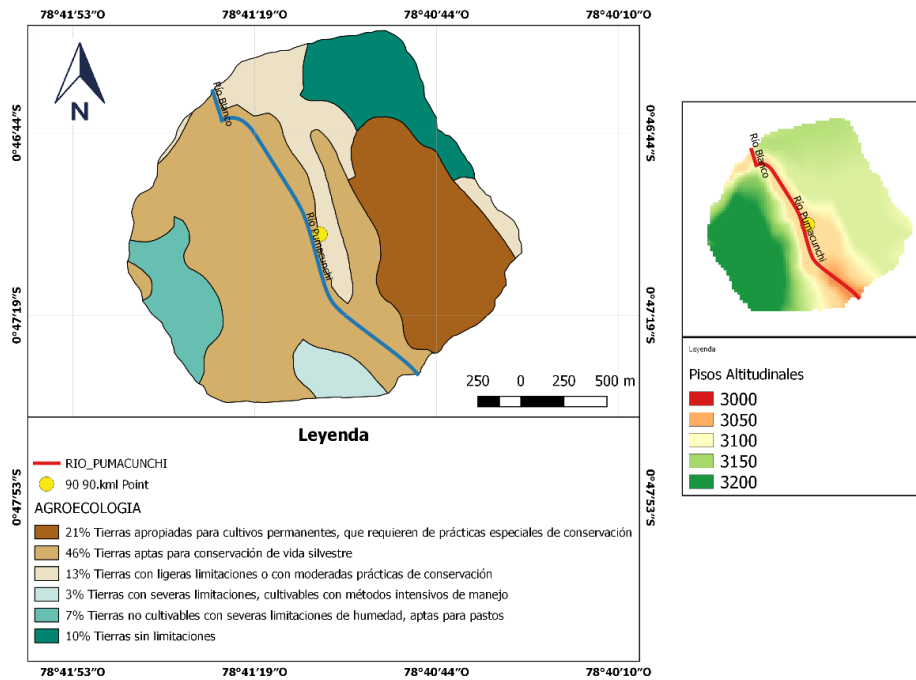 78°41′53″O 78°41′19″O 78°40′44″O 78°40′10″O
N
0°46′44″S
0°46′44″S
Río Blanco
Río Pumacunchi
0°47′19″S
0°47′19″S
250 0 250 500 m
Leyenda
RIO_PUMACUNCHI
90 90.kml Point
0°47′53″S
0°47′53″S
AGROECOLOGIA
21% Tierras apropiadas para cultivos permanentes, que requieren de prácticas especiales de conservación
46% Tierras aptas para conservación de vida silvestre
13% Tierras con ligeras limitaciones o con moderadas prácticas de conservación
3% Tierras con severas limitaciones, cultivables con métodos intensivos de manejo
7% Tierras no cultivables con severas limitaciones de humedad, aptas para pastos
10% Tierras sin limitaciones
78°41′53″O 78°41′19″O 78°40′44″O 78°40′10″O
Río Blanco
Río Pumacunchi
Leyenda
Pisos Altitudinales
3000
3050
3100
3150
3200